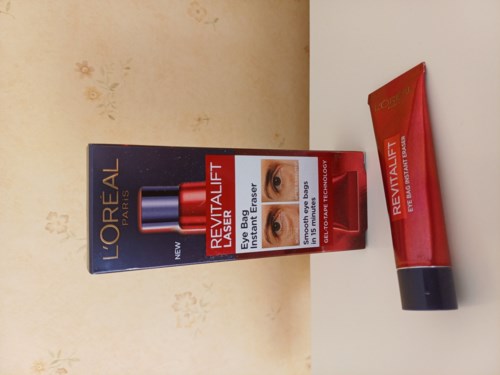 L'ORÉAL
PARIS
NEW
REVITALIFT
LASER
Eye Bag
Instant Eraser
Smooth eye bags
in 15 minutes
GEL-TO-TAPE TECHNOLOGY
L'ORÉAL
REVITALIFT
EYE BAG INSTANT ERASER